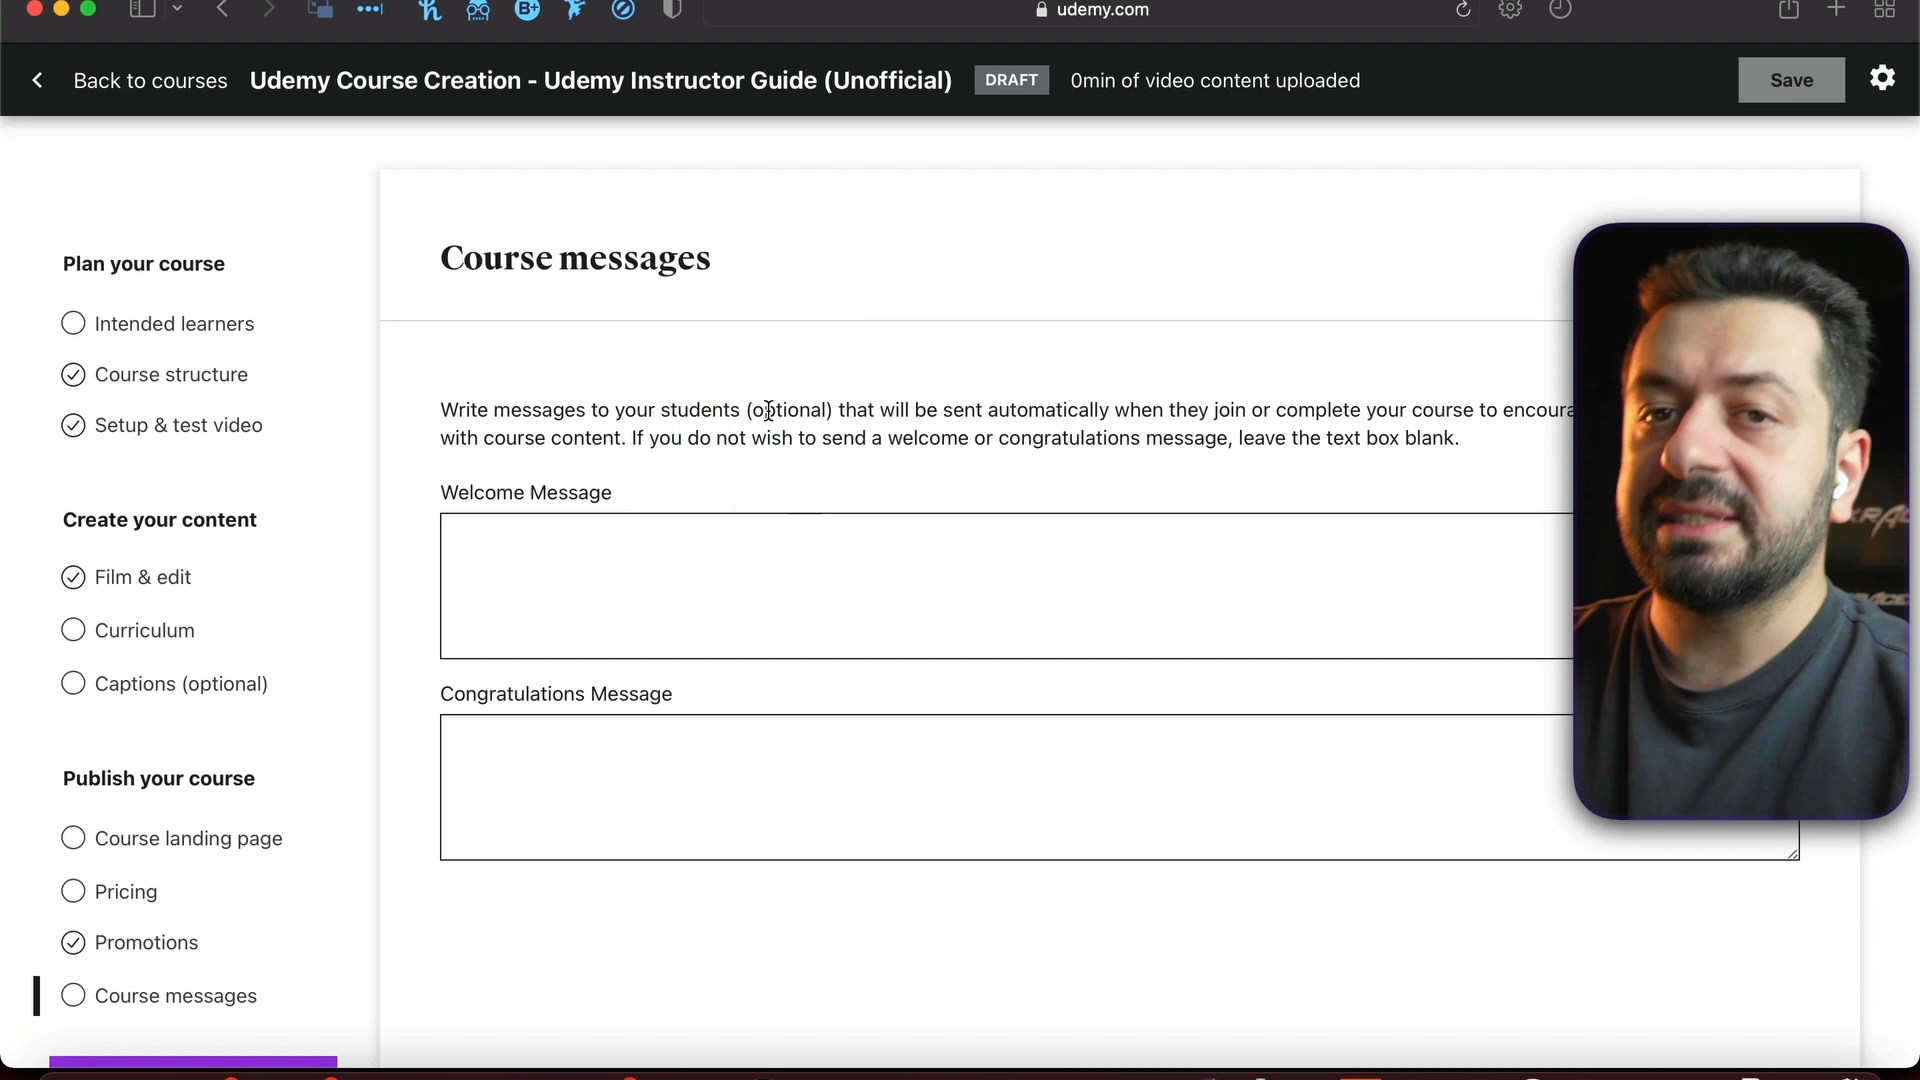 udemy.com
Back to courses Udemy Course Creation - Udemy Instructor Guide (Unofficial) DRAFT 0min of video content uploaded Save
Plan your course
Intended learners
Course structure
Setup & test video
Create your content
Film & edit
Curriculum
Captions (optional)
Publish your course
Course landing page
Pricing
Promotions
Course messages
Course messages
Write messages to your students (optional) that will be sent automatically when they join or complete your course to
with course content. If you do not wish to send a welcome or congratulations message, leave the text box blank.
Welcome Message
Congratulations Message